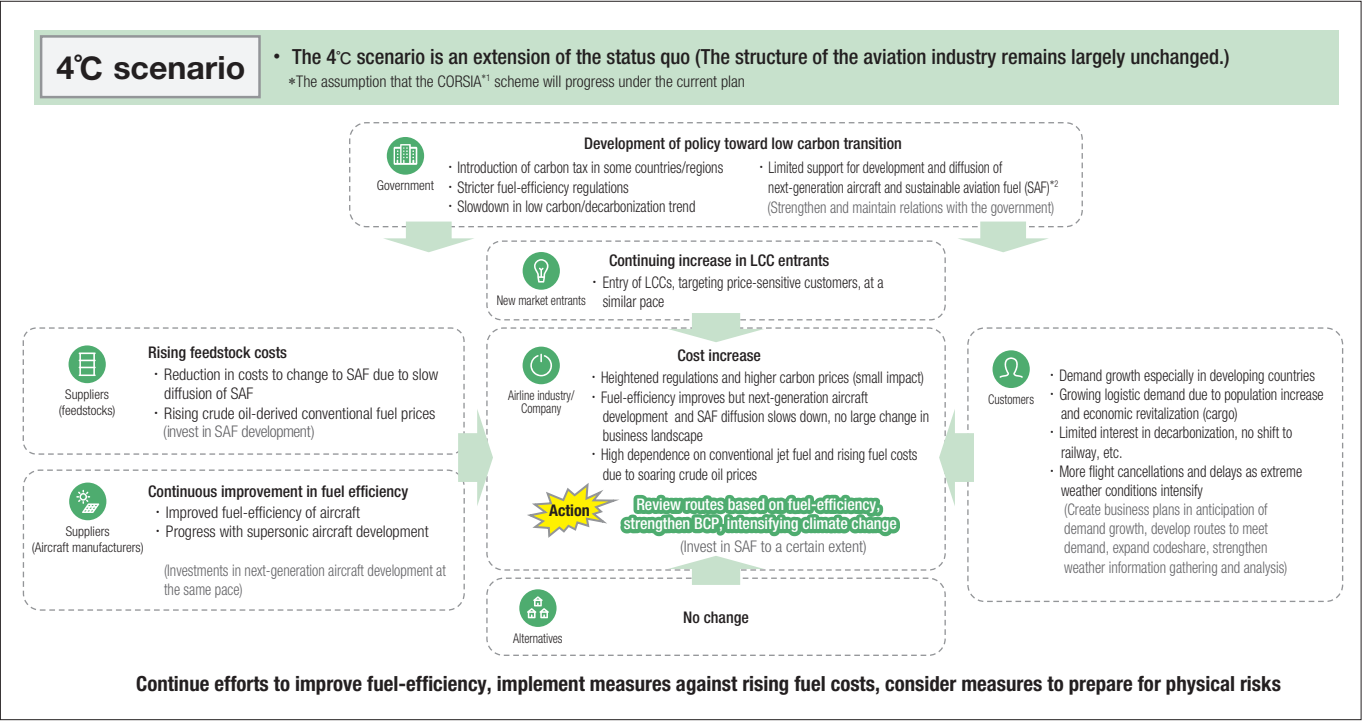 4℃ scenario
・ The 4℃ scenario is an extension of the status quo (The structure of the aviation industry remains largely unchanged.)
*The assumption that the CORSIA*1 scheme will progress under the current plan
Government
Development of policy toward low carbon transition
・ Introduction of carbon tax in some countries/regions
・ Stricter fuel-efficiency regulations
・ Slowdown in low carbon/decarbonization trend
・ Limited support for development and diffusion of
next-generation aircraft and sustainable aviation fuel (SAF)*2
(Strengthen and maintain relations with the government)
New market entrants
Continuing increase in LCC entrants
・ Entry of LCCs, targeting price-sensitive customers, at a
similar pace
Suppliers
(feedstocks)
Rising feedstock costs
・ Reduction in costs to change to SAF due to slow
diffusion of SAF
・ Rising crude oil-derived conventional fuel prices
(invest in SAF development)
Suppliers
(Aircraft manufacturers)
Continuous improvement in fuel efficiency
・ Improved fuel-efficiency of aircraft
・ Progress with supersonic aircraft development
(Investments in next-generation aircraft development at
the same pace)
Airline industry/
Company
Cost increase
・ Heightened regulations and higher carbon prices (small impact)
・ Fuel-efficiency improves but next-generation aircraft
development and SAF diffusion slows down, no large change in
business landscape
・ High dependence on conventional jet fuel and rising fuel costs
due to soaring crude oil prices
Action
Review routes based on fuel-efficiency,
strengthen BCP, intensifying climate change
(Invest in SAF to a certain extent)
Customers
・ Demand growth especially in developing countries
・ Growing logistic demand due to population increase
and economic revitalization (cargo)
・ Limited interest in decarbonization, no shift to
railway, etc.
・ More flight cancellations and delays as extreme
weather conditions intensify
(Create business plans in anticipation of
demand growth, develop routes to meet
demand, expand codeshare, strengthen
weather information gathering and analysis)
Alternatives
No change
Continue efforts to improve fuel-efficiency, implement measures against rising fuel costs, consider measures to prepare for physical risks